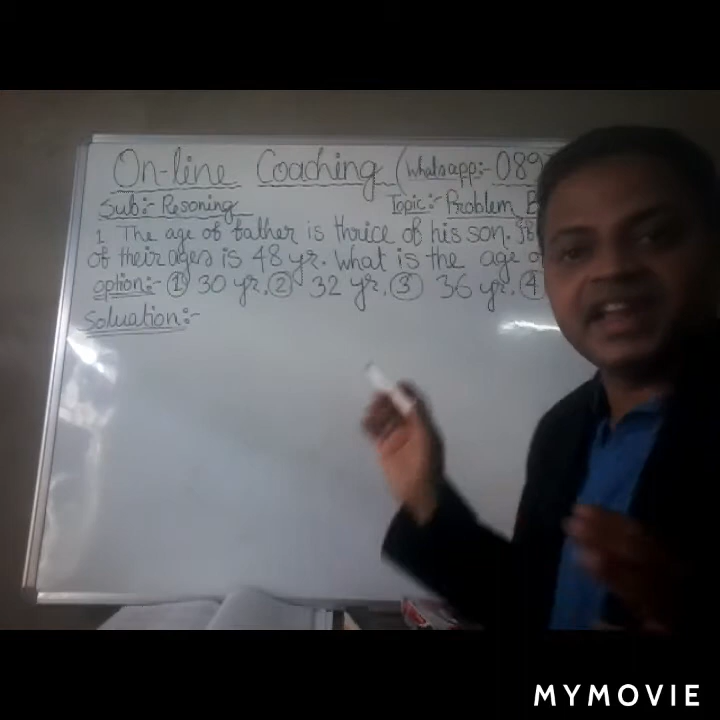 On-line Coaching (whatsapp:- 089
Sub:- Resoning Topic:- Problem B
1 The age of father is thrice of his son. If
of their ages is 48 yr. What is the age of
option:- 1 30 yr. 2 32 yr. 3 36 yr. 4
Soluation:-
MYMOVIE